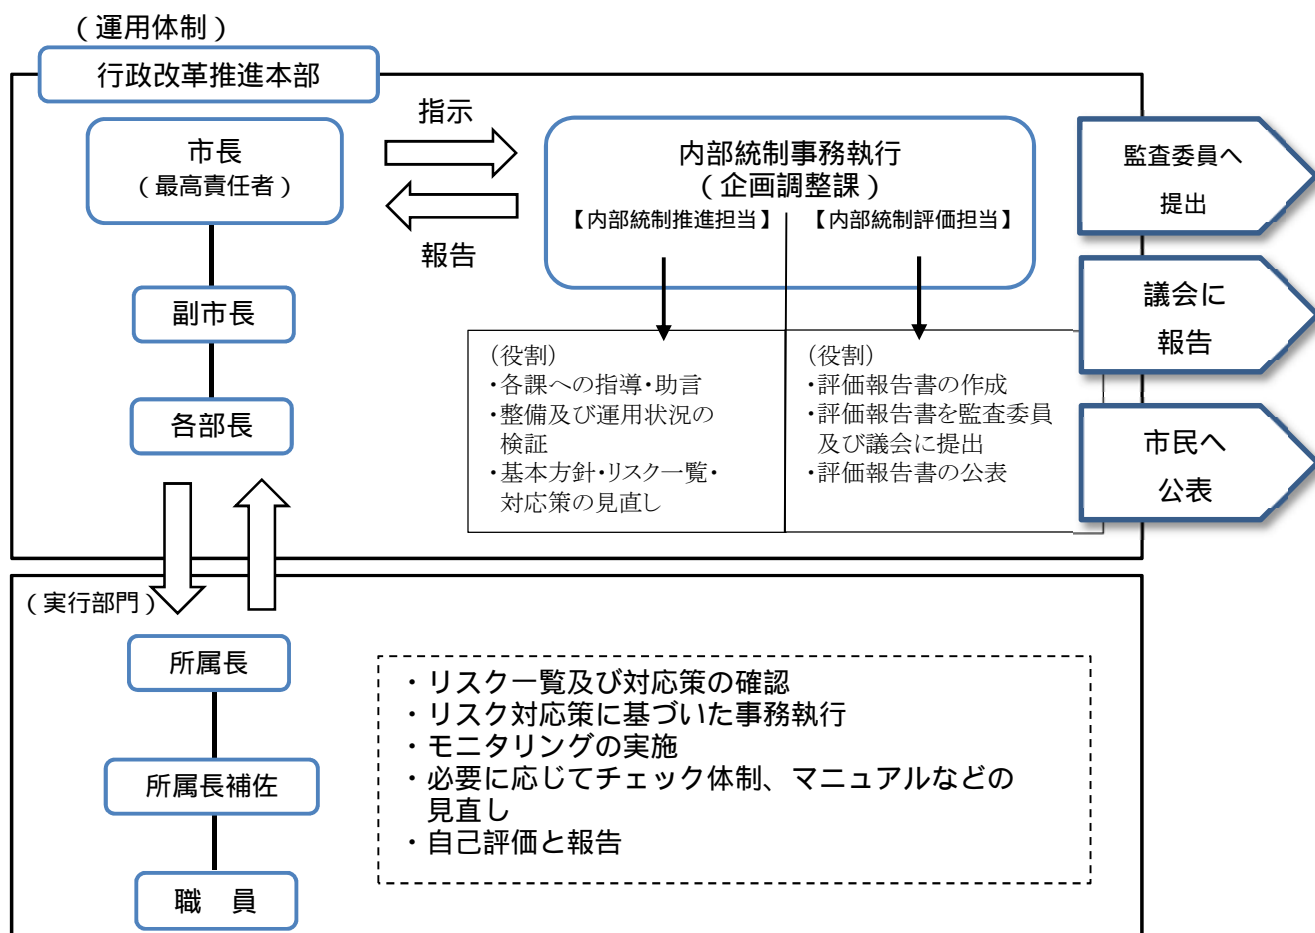 （運用体制）
行政改革推進本部
市長
（最高責任者）
副市長
各部長
指示
報告
内部統制事務執行
（企画調整課）
【内部統制推進担当】
【内部統制評価担当】
(役割)
・各課への指導・助言
・整備及び運用状況の
検証
・基本方針・リスク一覧・
対応策の見直し
(役割)
・評価報告書の作成
・評価報告書を監査委員
及び議会に提出
・評価報告書の公表
監査委員へ
提出
議会に
報告
市民へ
公表
（実行部門）
所属長
所属長補佐
職　員
・リスク一覧及び対応策の確認
・リスク対応策に基づいた事務執行
・モニタリングの実施
・必要に応じてチェック体制、マニュアルなどの
見直し
・自己評価と報告